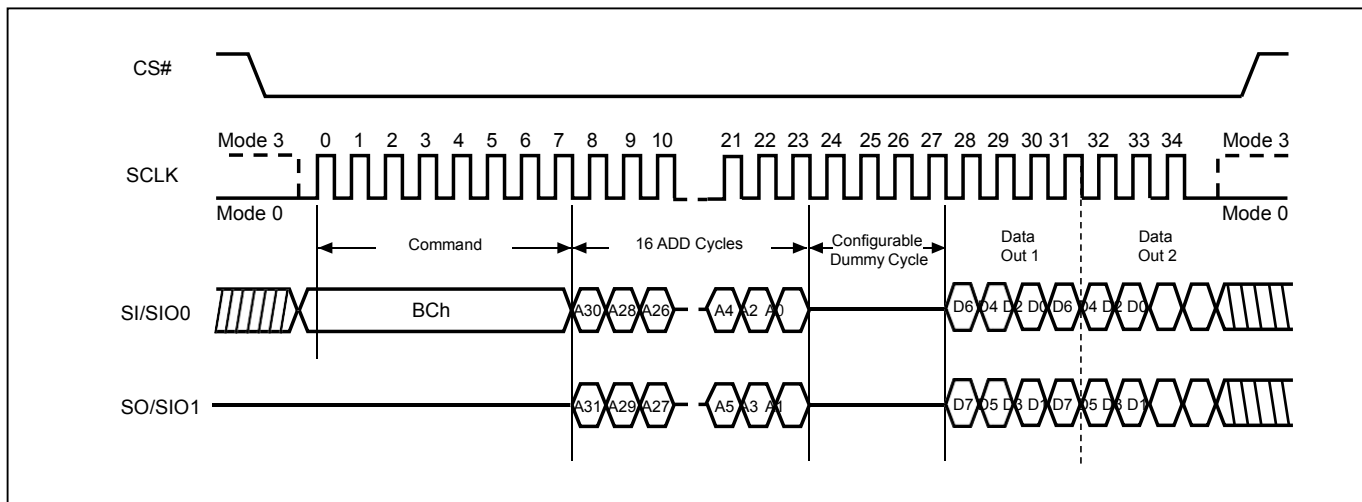 CS#
Mode 3 0 1 2 3 4 5 6 7 8 9 10 21 22 23 24 25 26 27 28 29 30 31 32 33 34 Mode 3
SCLK
Mode 0 Mode 0
Command 16 ADD Cycles Configurable Dummy Cycle Data Out 1 Data Out 2
SI/SIO0 BCh A30 A28 A26 A4 A2 A0 D6 D4 D2 D0 D6 D4 D2 D0
SO/SIO1 A31 A29 A27 A5 A3 A1 D7 D5 D3 D1 D7 D5 D3 D1